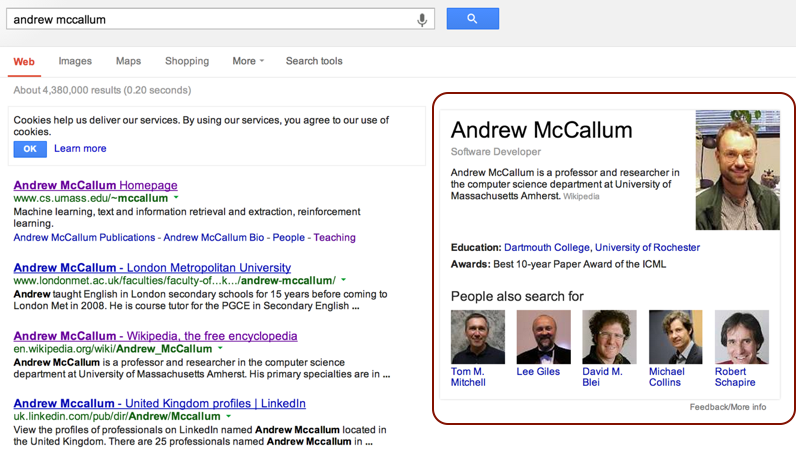 andrew mccallum
Web Images Maps Shopping More Search tools
About 4,380,000 results (0.20 seconds)
Cookies help us deliver our services. By using our services, you agree to our use of
cookies.
OK Learn more
Andrew McCallum Homepage
www.cs.umass.edu/~mccallum
Machine learning, text and information retrieval and extraction, reinforcement
learning.
Andrew McCallum Publications - Andrew McCallum Bio - People - Teaching
Andrew McCallum - London Metropolitan University
www.londonmet.ac.uk/faculties/faculty-of...k.../andrew-mccallum/
Andrew taught English in London secondary schools for 15 years before coming to
London Met in 2008. He is course tutor for the PGCE in Secondary English ...
Andrew McCallum - Wikipedia, the free encyclopedia
en.wikipedia.org/wiki/Andrew_McCallum
Andrew McCallum is a professor and researcher in the computer science
department at University of Massachusetts Amherst. His primary specialties are in ...
Andrew Mccallum - United Kingdom profiles | LinkedIn
uk.linkedin.com/pub/dir/Andrew/Mccallum
View the profiles of professionals on LinkedIn named Andrew Mccallum located in
the United Kingdom. There are 25 professionals named Andrew Mccallum in ...
Andrew McCallum
Software Developer
Andrew McCallum is a professor and researcher in
the computer science department at University of
Massachusetts Amherst. Wikipedia
Education: Dartmouth College, University of Rochester
Awards: Best 10-year Paper Award of the ICML
People also search for
Tom M. Mitchell
Lee Giles
David M. Blei
Michael Collins
Robert Schapire
Feedback/More info